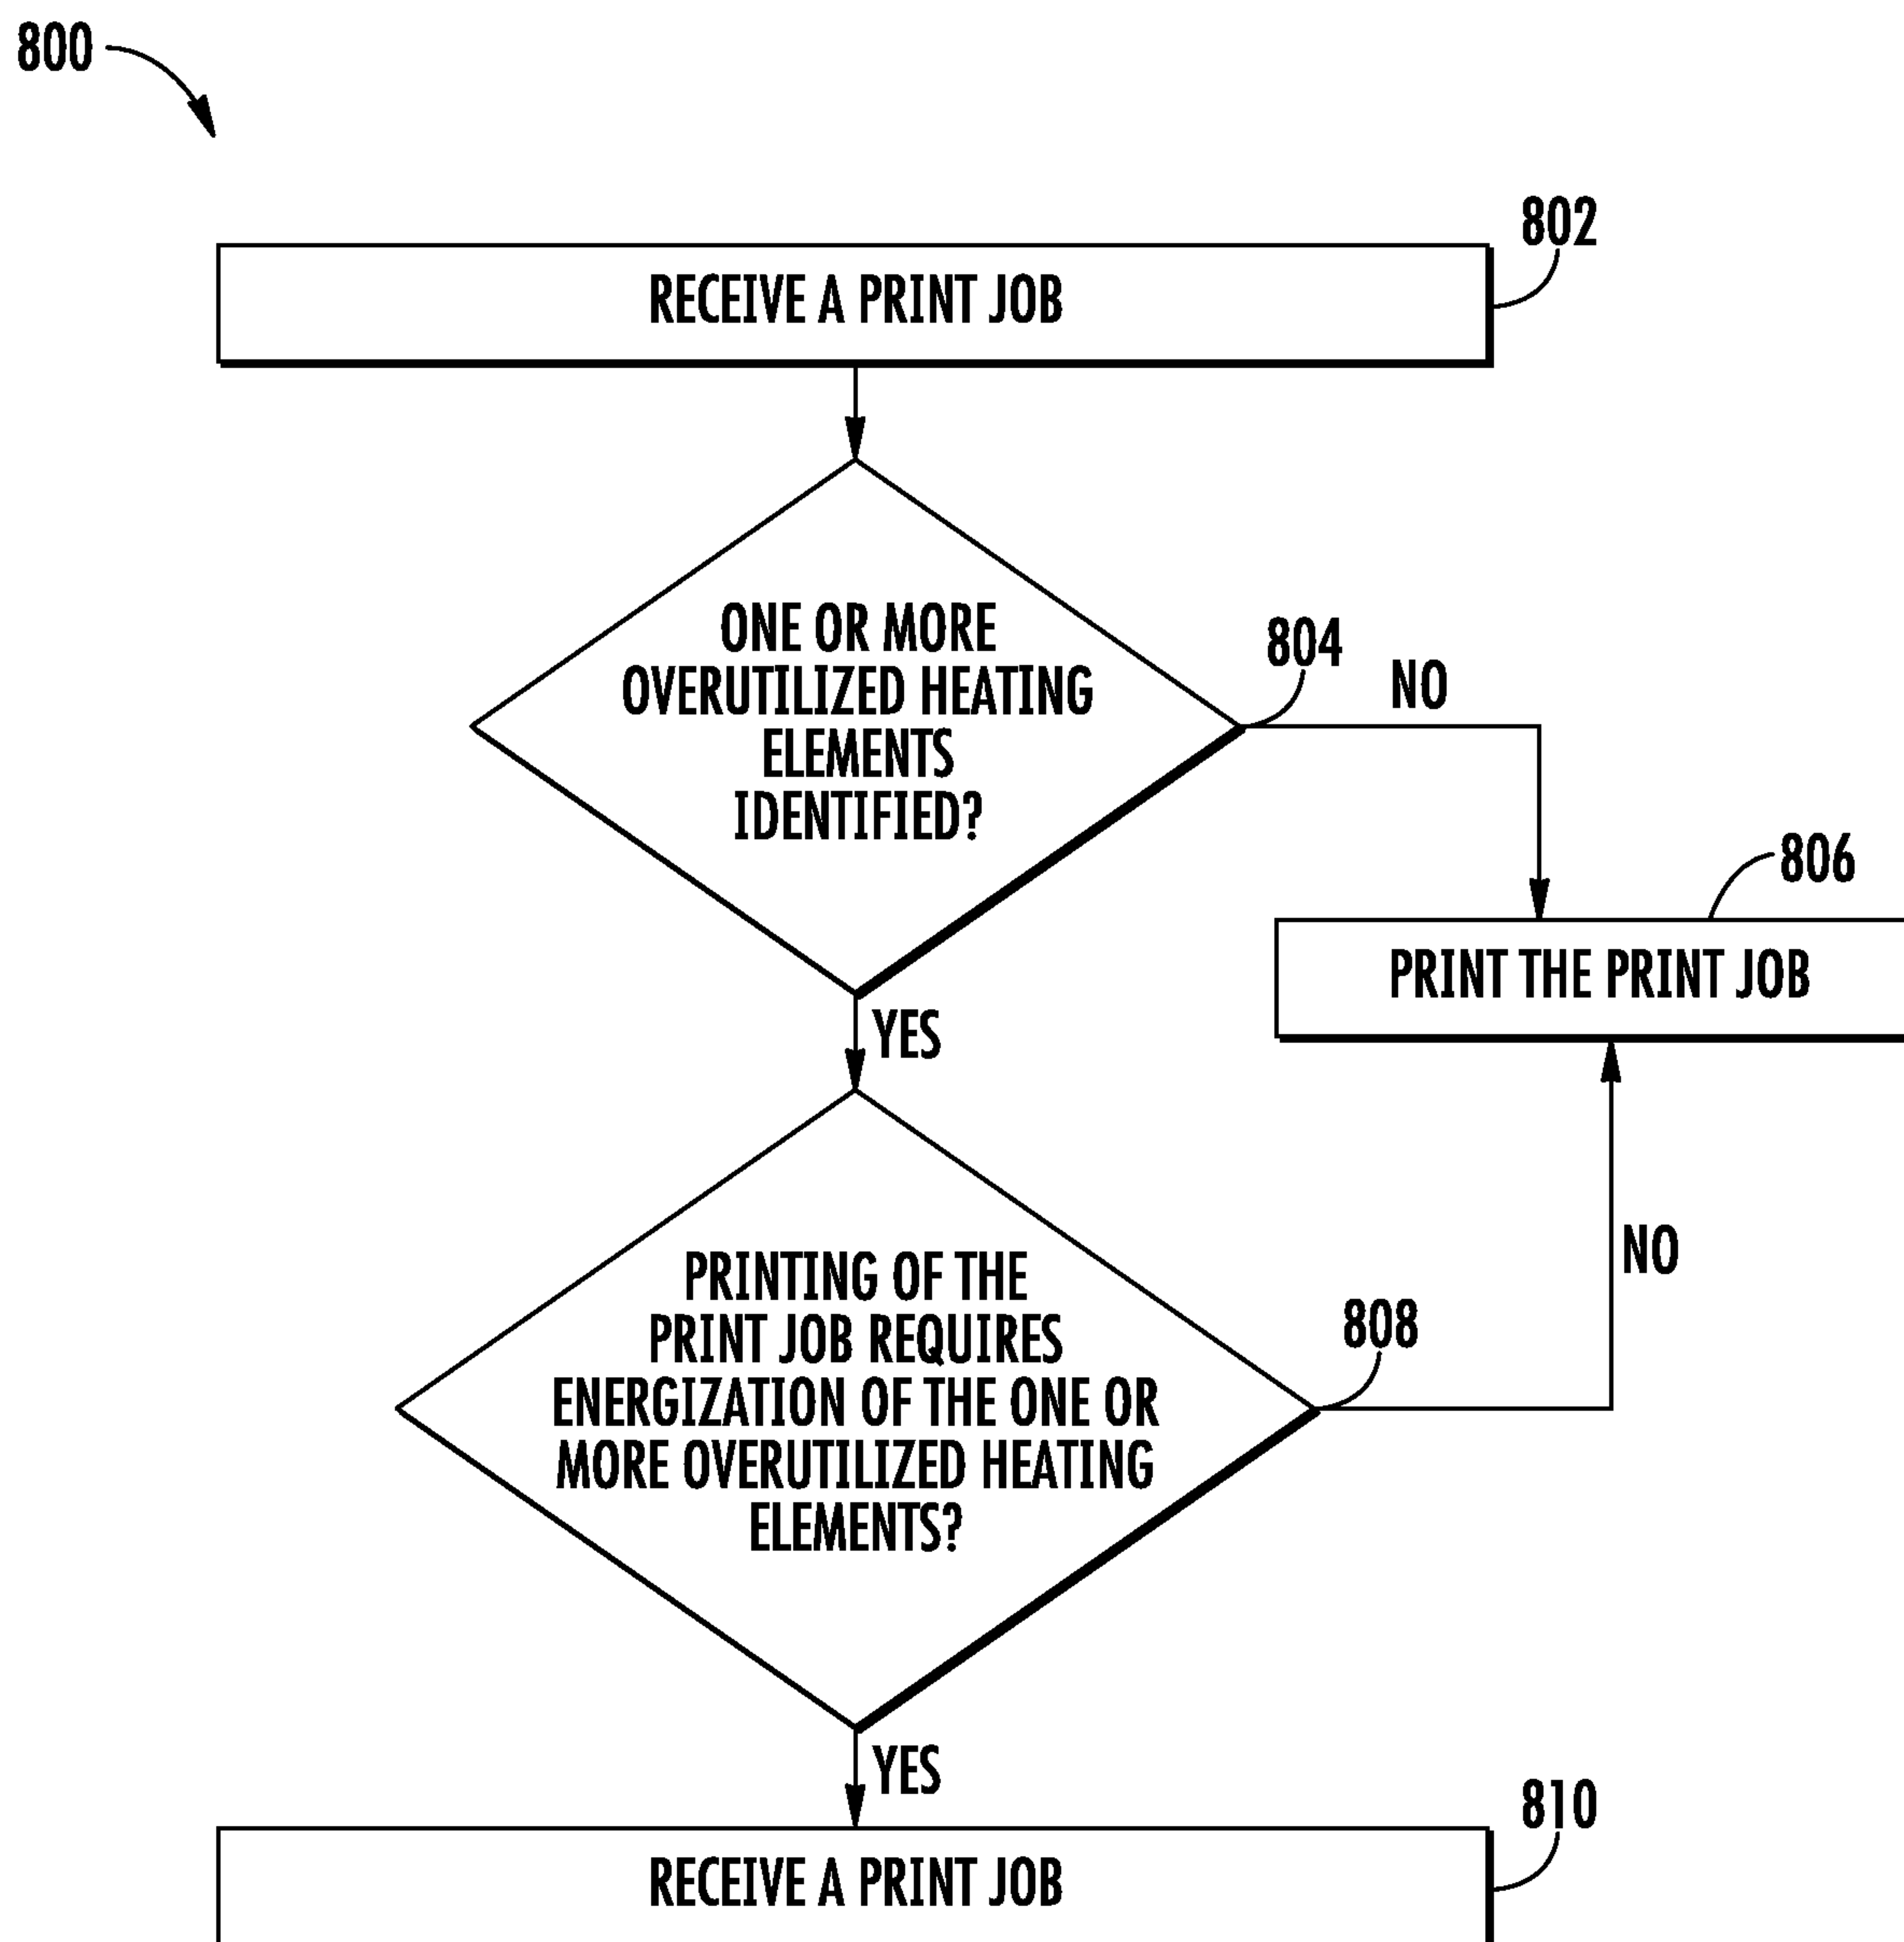 800
802
RECEIVE A PRINT JOB
ONE OR MORE
OVERUTILIZED HEATING
ELEMENTS
IDENTIFIED?
804
NO
806
PRINT THE PRINT JOB
YES
PRINTING OF THE
PRINT JOB REQUIRES
ENERGIZATION OF THE ONE OR
MORE OVERUTILIZED HEATING
ELEMENTS?
808
NO
YES
810
RECEIVE A PRINT JOB